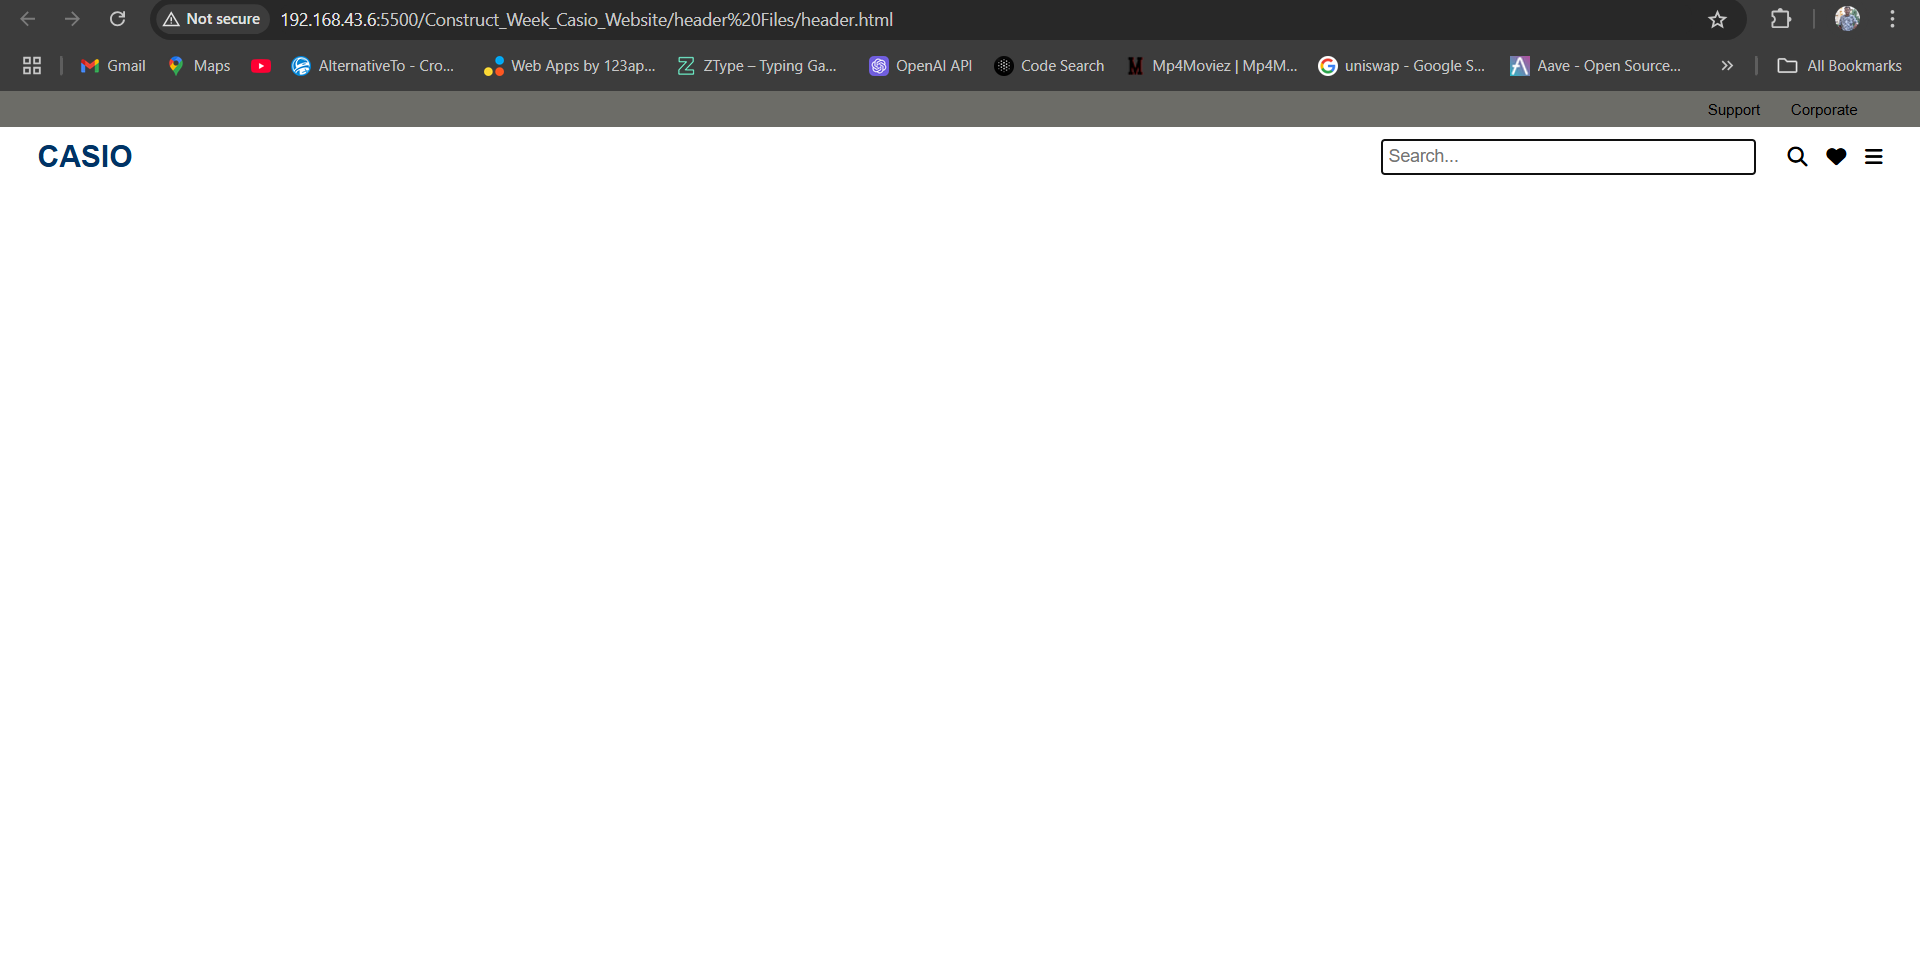 Not secure 192.168.43.6:5500/Construct_Week_Casio_Website/header%20Files/header.html
Gmail Maps AlternativeTo - Cro... Web Apps by 123ap... ZType – Typing Ga... OpenAI API Code Search Mp4Moviez | Mp4M... uniswap - Google S... Aave - Open Source... All Bookmarks
Support Corporate
CASIO Search...